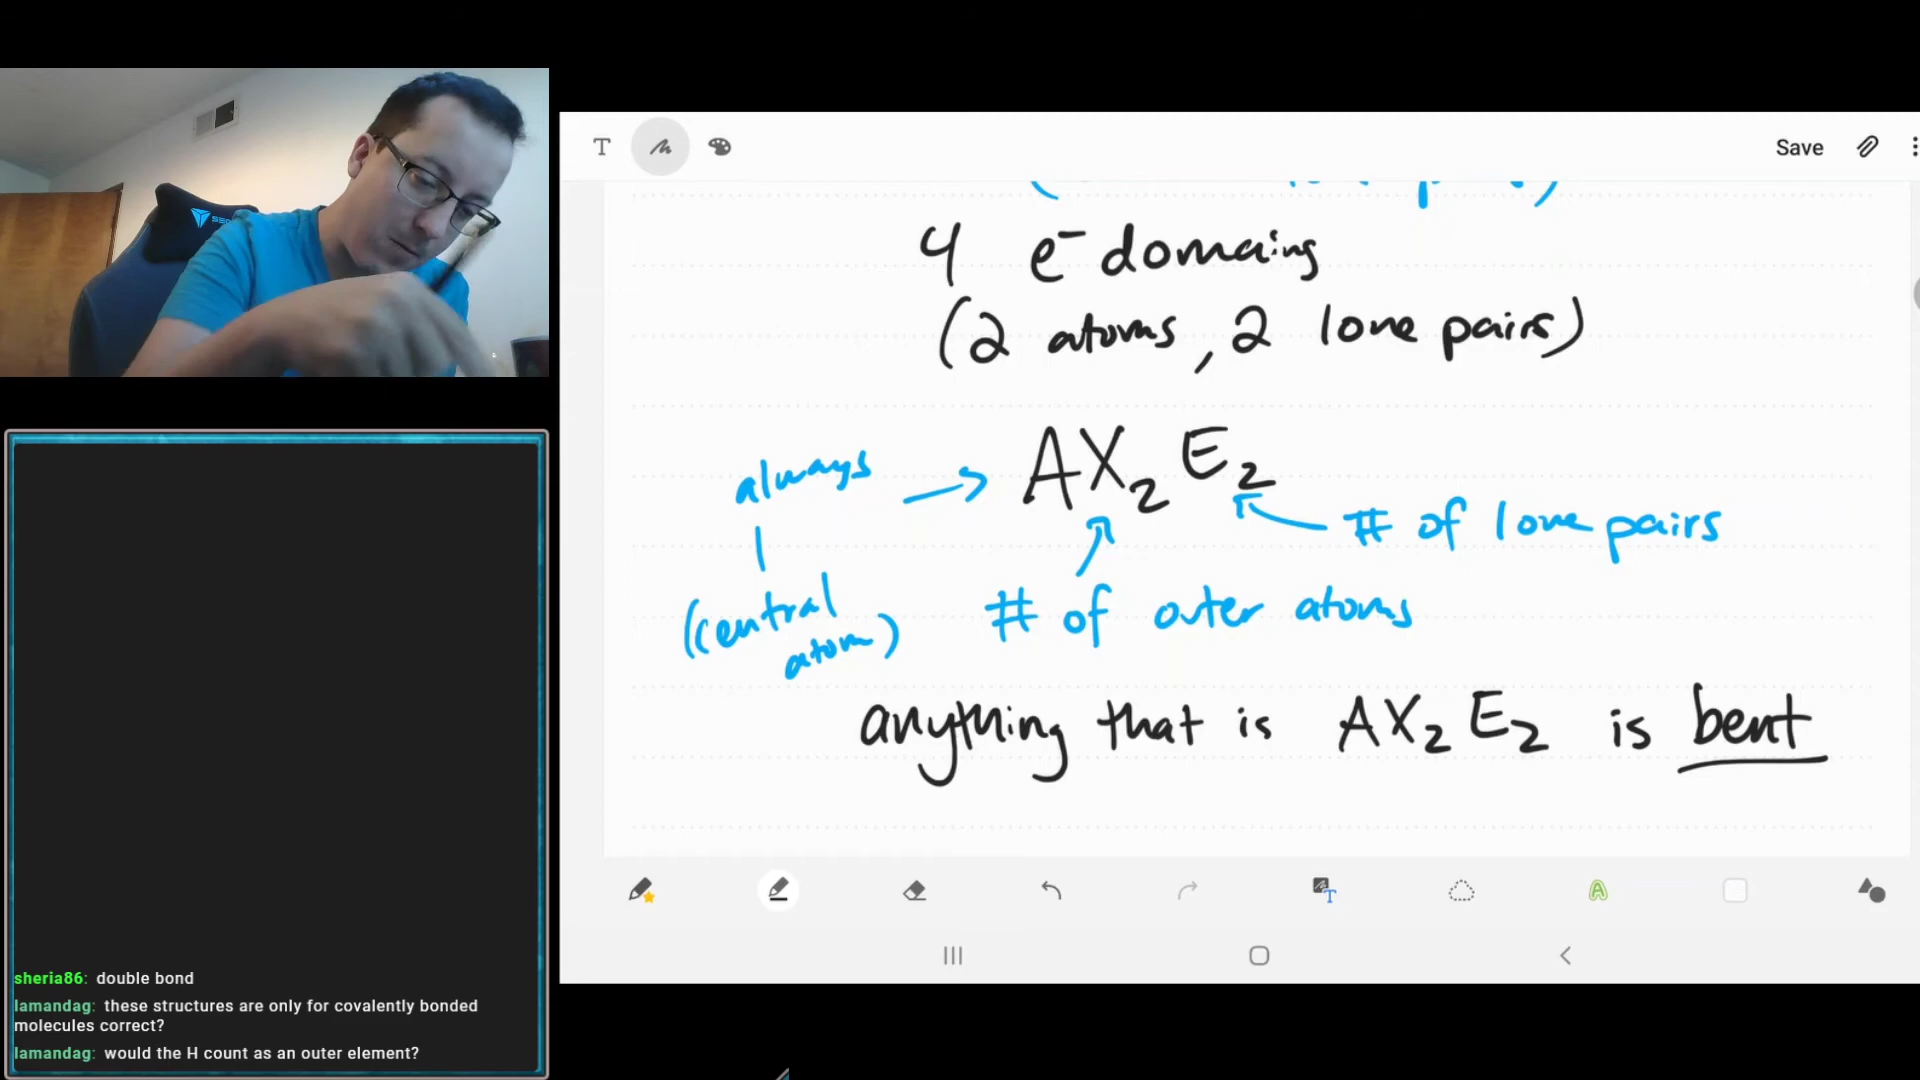 T
Save
4 e⁻ domains
(2 atoms, 2 lone pairs)
always → AX₂E₂
# of lone pairs
(central
atom)
# of outer atoms
anything that is AX₂E₂ is bent
sheria86: double bond
lamandag: these structures are only for covalently bonded
molecules correct?
lamandag: would the H count as an outer element?